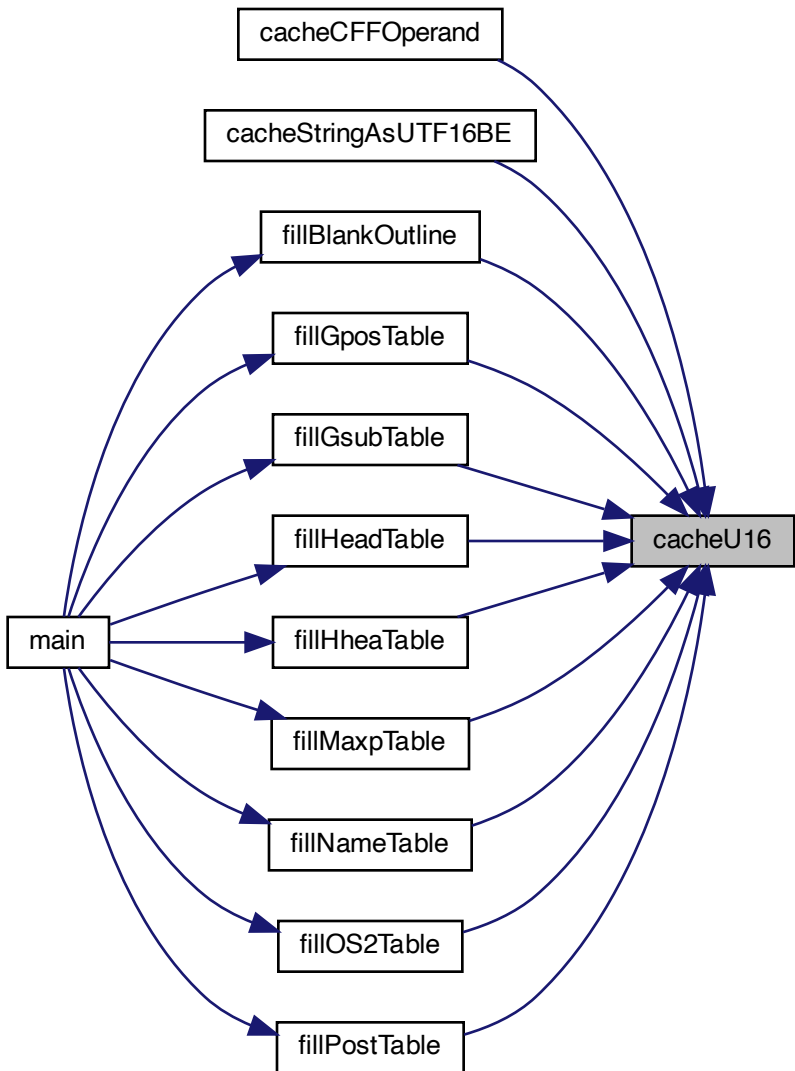 cacheCFFOperand
cacheStringAsUTF16BE
fillBlankOutline
fillGposTable
fillGsubTable
fillHeadTable
cacheU16
main
fillHheaTable
fillMaxpTable
fillNameTable
fillOS2Table
fillPostTable